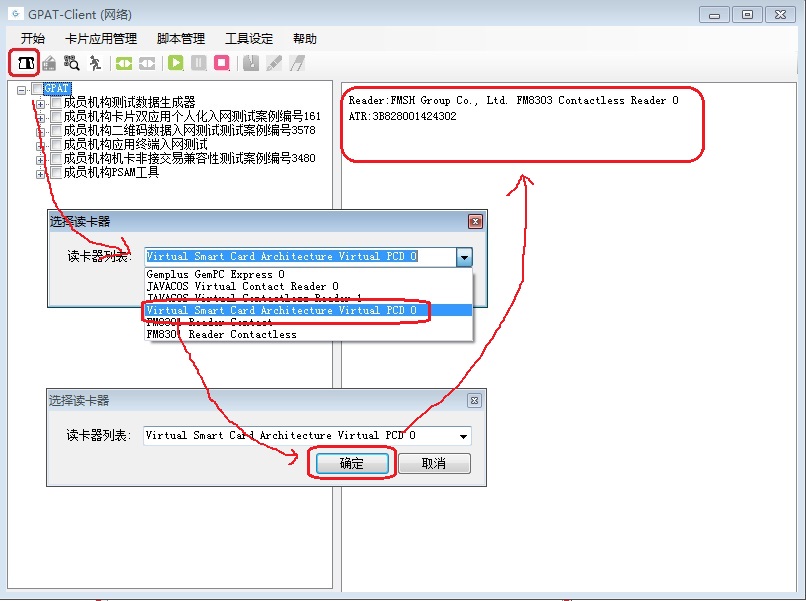 GPAT-Client (网络)
开始 卡片应用管理 脚本管理 工具设定 帮助
GPAT
成员机构测试数据生成器
成员机构卡片双应用个人化入网测试案例编号161
成员机构二维码数据入网测试测试案例编号3578
成员机构应用终端入网测试
成员机构机卡非接交易兼容性测试案例编号3480
成员机构PSAM工具
Reader:FMSH Group Co., Ltd. FM8303 Contactless Reader 0
ATR:3B828001424302
选择读卡器
读卡器列表: Virtual Smart Card Architecture Virtual PCD 0
Gemplus GemPC Express 0
JAVACOS Virtual Contact Reader 0
JAVACOS Virtual Contactless Reader 1
Virtual Smart Card Architecture Virtual PCD 0
FM8301 Reader Contact
FM8301 Reader Contactless
选择读卡器
读卡器列表: Virtual Smart Card Architecture Virtual PCD 0
确定 取消